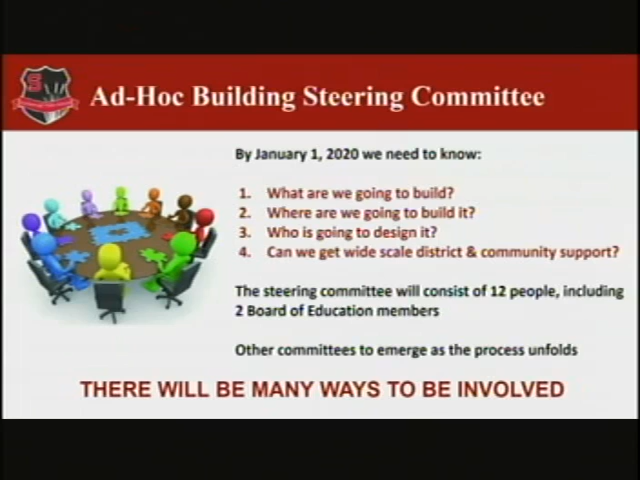 Ad-Hoc Building Steering Committee
By January 1, 2020 we need to know:
1. What are we going to build?
2. Where are we going to build it?
3. Who is going to design it?
4. Can we get wide scale district & community support?
The steering committee will consist of 12 people, including
2 Board of Education members
Other committees to emerge as the process unfolds
THERE WILL BE MANY WAYS TO BE INVOLVED